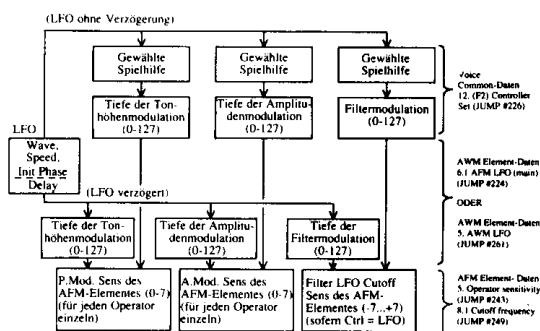 (LFO ohne Verzögerung)
Gewählte
Spielhilfe
Gewählte
Spielhilfe
Gewählte
Spielhilfe
Tiefe der Ton-
höhenmodulation
(0-127)
Tiefe der Amplitu-
denmodulation
(0-127)
Filtermodulation
(0-127)
Voice
Common-Daten
12. (F2) Controller
Set (JUMP #226)
LFO
Wave,
Speed,
Init Phase
Delay
(LFO verzögert)
AWM Element-Daten
6.1 AFM LFO (main)
(JUMP #224)
ODER
AWM Element-Daten
5. AWM LFO
(JUMP #261)
Tiefe der Ton-
höhenmodulation
(0-127)
Tiefe der Amplitu-
denmodulation
(0-127)
Tiefe der
Filtermodulation
(0-127)
P.Mod. Sens des
AFM-Elementes (0-7)
(für jeden Operator
einzeln)
A.Mod. Sens des
AFM-Elementes (0-7)
(für jeden Operator
einzeln)
Filter LFO Cutoff
Sens des AFM-
Elementes (-7...+7)
(sofern Ctrl = LFO)
AFM Element- Daten
5. Operator sensitivity
(JUMP #243)
8.1 Cutoff frequency
(JUMP #249)